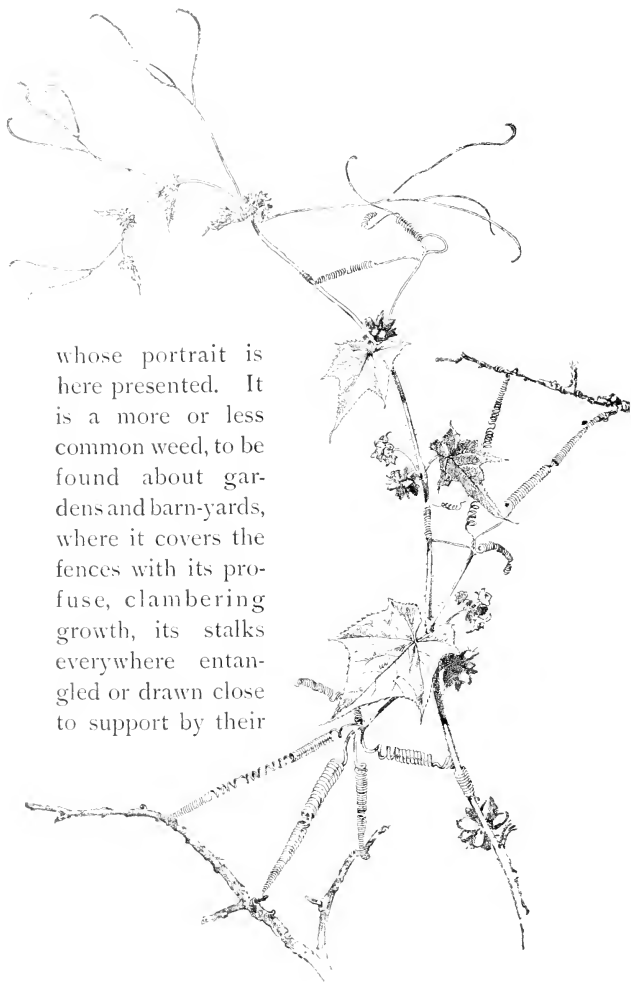 whose portrait is
here presented. It
is a more or less
common weed, to be
found about gar-
dens and barn-yards,
where it covers the
fences with its pro-
fuse, clambering
growth, its stalks
everywhere entan-
gled or drawn close
to support by their